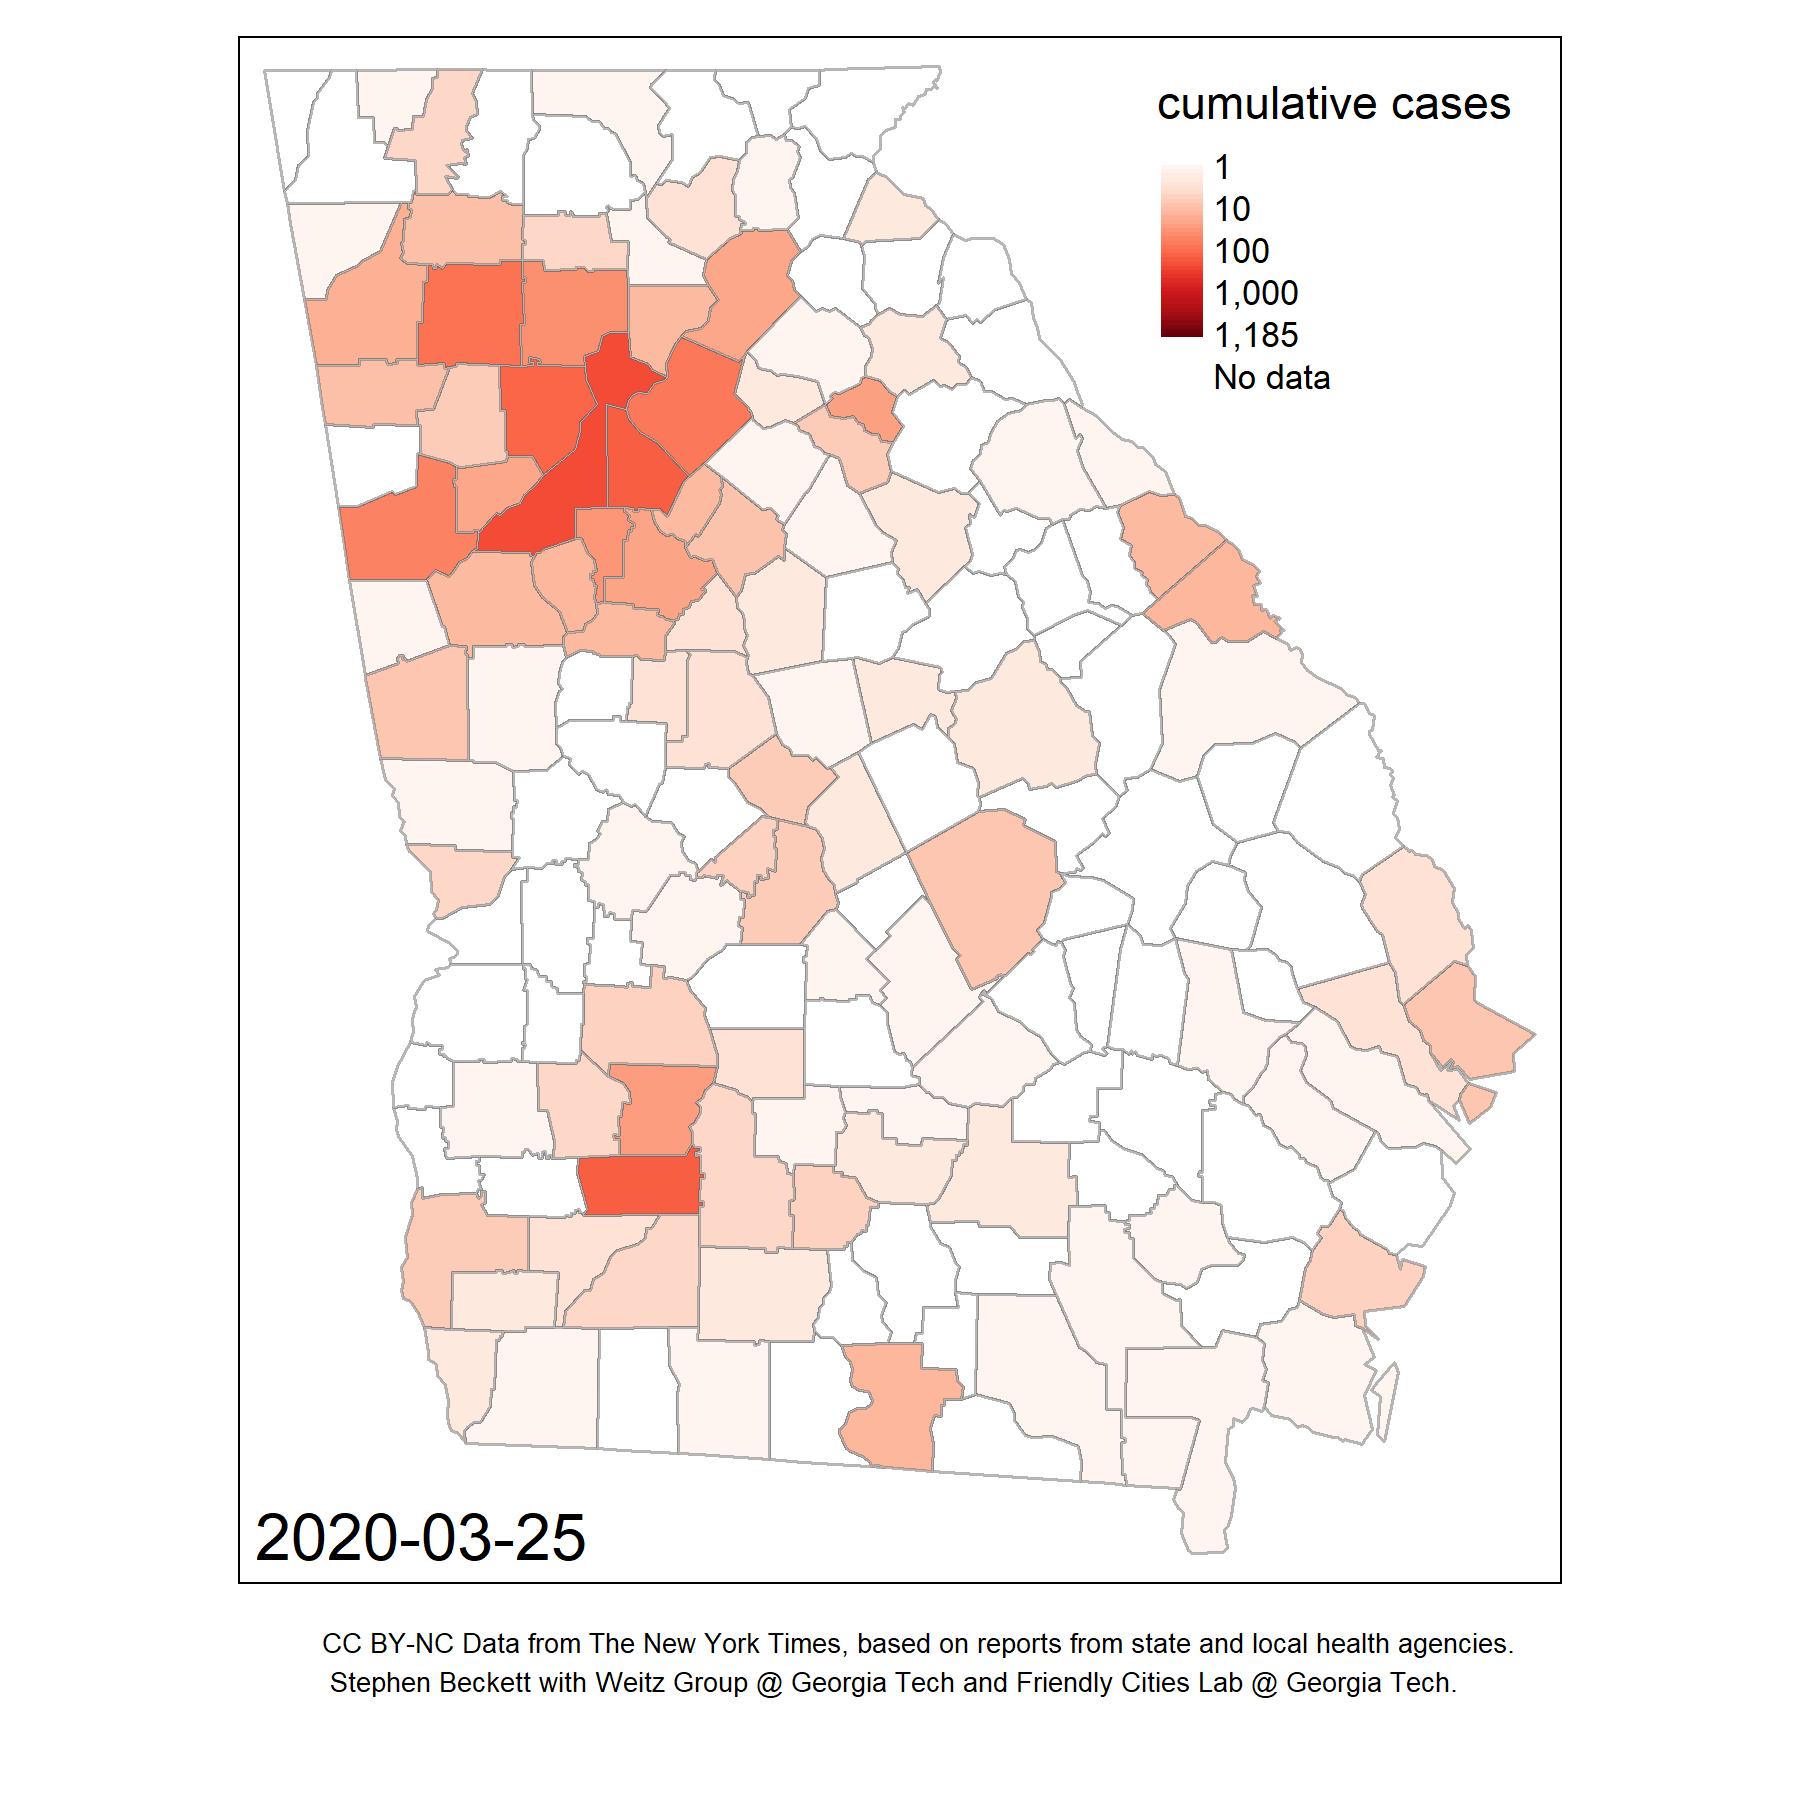 cumulative cases
1
10
100
1,000
1,185
No data
2020-03-25
CC BY-NC Data from The New York Times, based on reports from state and local health agencies.
Stephen Beckett with Weitz Group @ Georgia Tech and Friendly Cities Lab @ Georgia Tech.